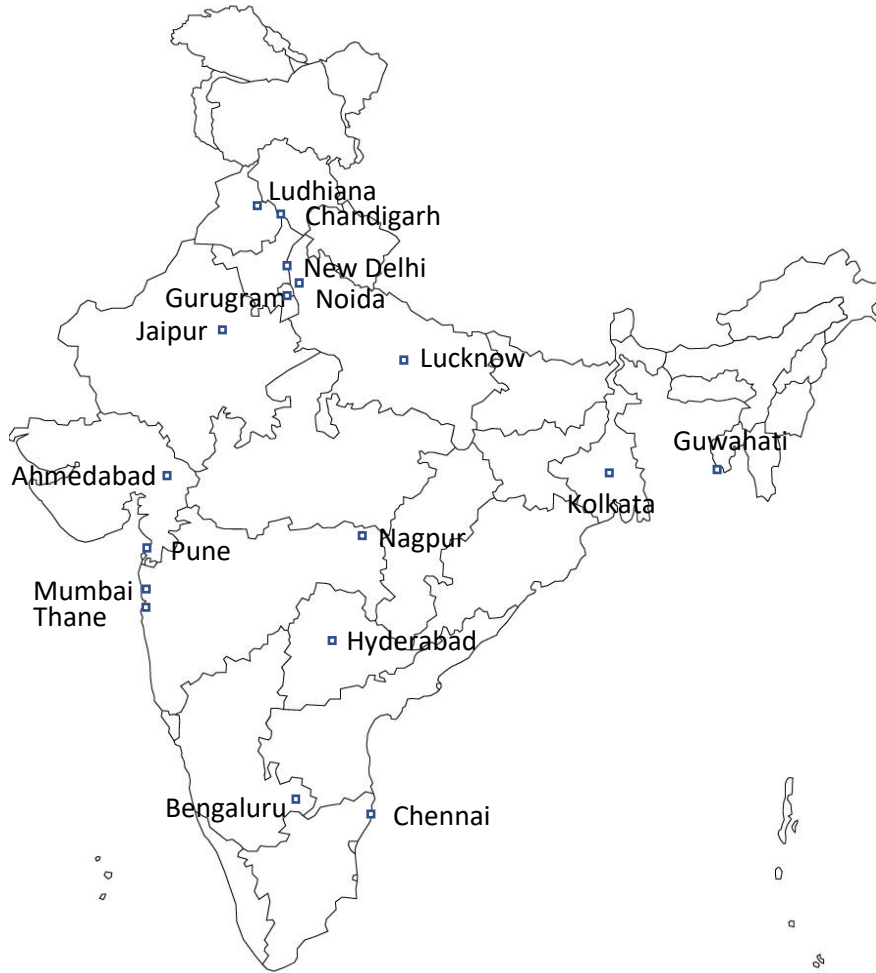 Ludhiana
Chandigarh
New Delhi
Gurugram
Noida
Jaipur
Lucknow
Guwahati
Ahmedabad
Kolkata
Nagpur
Pune
Mumbai
Thane
Hyderabad
Bengaluru
Chennai